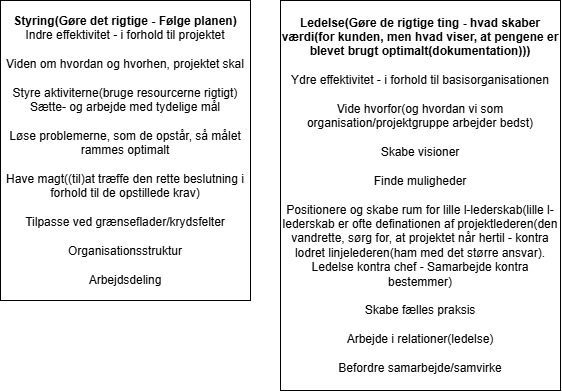 Styring(Gøre det rigtige - Følge planen)
Indre effektivitet - i forhold til projektet
Viden om hvordan og hvorhen, projektet skal
Styre aktiviterne(bruge resourcerne rigtigt)
Sætte- og arbejde med tydelige mål
Løse problemerne, som de opstår, så målet
rammes optimalt
Have magt((til)at træffe den rette beslutning i
forhold til de opstillede krav)
Tilpasse ved grænseflader/krydsfelter
Organisationsstruktur
Arbejdsdeling
Ledelse(Gøre de rigtige ting - hvad skaber
værdi(for kunden, men hvad viser, at pengene er
blevet brugt optimalt(dokumentation)))
Ydre effektivitet - i forhold til basisorganisationen
Vide hvorfor(og hvordan vi som
organisation/projektgruppe arbejder bedst)
Skabe visioner
Finde muligheder
Positionere og skabe rum for lille l-lederskab(lille l-
lederskab er ofte definationen af projektlederen(den
vandrette, sørg for, at projektet når hertil - kontra
lodret linjelederen(ham med det større ansvar).
Ledelse kontra chef - Samarbejde kontra
bestemmer)
Skabe fælles praksis
Arbejde i relationer(ledelse)
Befordre samarbejde/samvirke